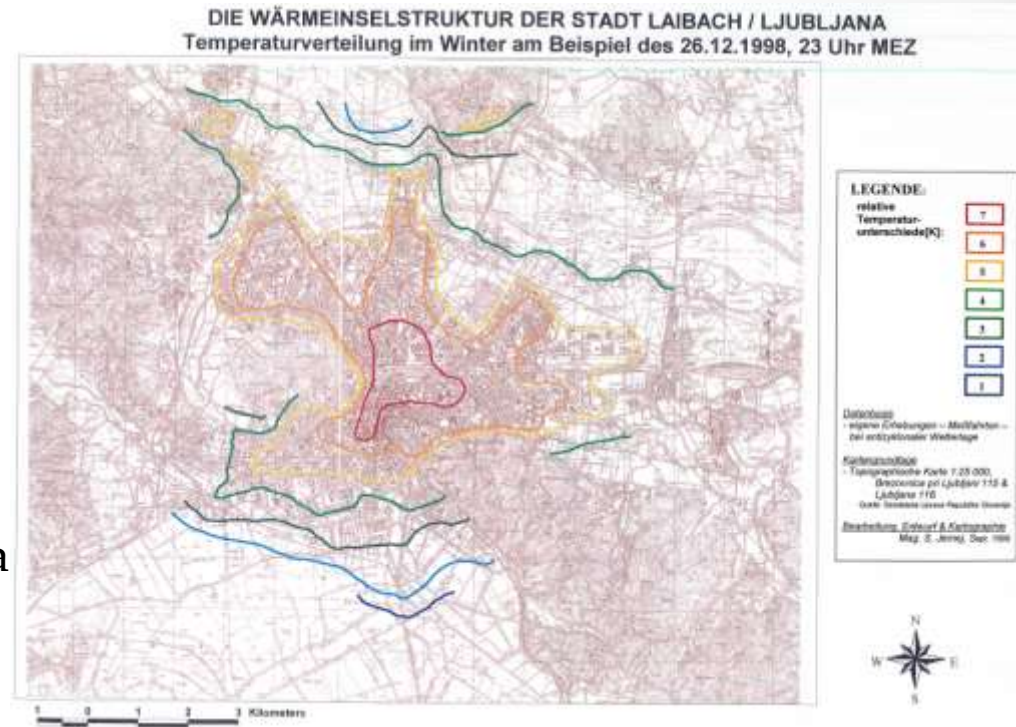 DIE WÄRMEINSELSTRUKTUR DER STADT LAIBACH / LJUBLJANA
Temperaturverteilung im Winter am Beispiel des 26.12.1998, 23 Uhr MEZ
LEGENDE:
relative
Temperatur-
unterschiede[K]:
7
6
5
4
3
2
1
Datenbasis
- eigene Erhebungen – Meßfahrten –
bei antizyklonaler Wetterlage
Kartengrundlage
- Topographische Karte 1:25 000,
Brezovica pri Ljubljani 115 &
Ljubljana 116
Bearbeitung, Entwurf & Kartographie
Mag. S. Jernej, Sept. 1999
a
N
W E
S
1 0 1 2 3 Kilometers